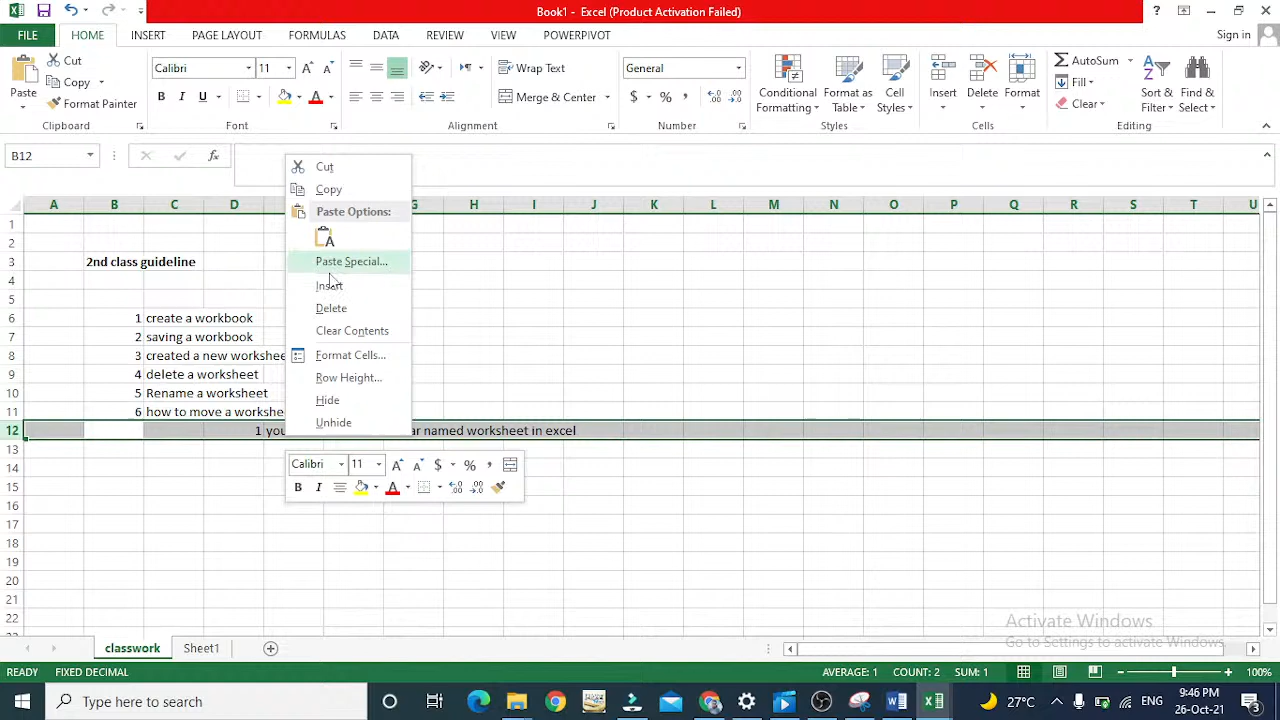 Book1 - Excel (Product Activation Failed)
FILE HOME INSERT PAGE LAYOUT FORMULAS DATA REVIEW VIEW POWERPIVOT Sign in
Paste Cut Copy Format Painter
Calibri 11
B I U A
Wrap Text
Merge & Center
General
$ % ,
Conditional Formatting
Format as Table
Cell Styles
Insert Delete Format
AutoSum
Fill
Clear
Sort & Filter
Find & Select
Clipboard Font Alignment Number Styles Cells Editing
B12 fx
A B C D G H I J K L M N O P Q R S T U
1
2
3 2nd class guideline
4
5
6 1 create a workbook
7 2 saving a workbook
8 3 created a new workshee
9 4 delete a worksheet
10 5 Rename a worksheet
11 6 how to move a workshee
12 1 you ar named worksheet in excel
13
14
15
16
17
18
19
20
21
22
Cut
Copy
Paste Options:
Paste Special...
Insert
Delete
Clear Contents
Format Cells...
Row Height...
Hide
Unhide
Calibri 11 A A $ % ,
B I A
Activate Windows
Go to Settings to activate Windows.
classwork Sheet1
READY FIXED DECIMAL AVERAGE: 1 COUNT: 2 SUM: 1 100%
Type here to search 27°C ENG 9:46 PM
ENGLISH 26-Oct-21 3